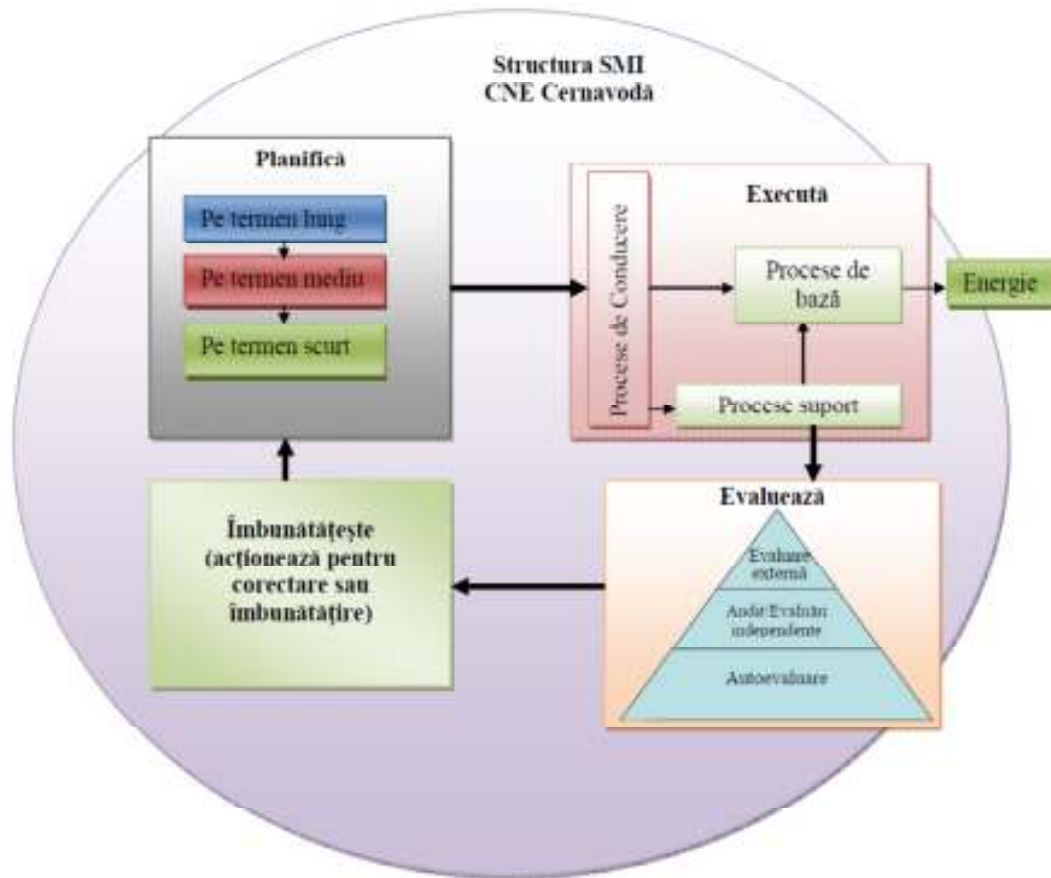 Structura SMI
CNE Cernavodă
Planifică
Pe termen lung
Pe termen mediu
Pe termen scurt
Execută
Procese de Conducere
Procese de
bază
Procese suport
Energie
Evaluează
Evaluare
externă
Audit/Evaluări
independente
Autoevaluare
Îmbunătățește
(acționează pentru
corectare sau
îmbunătățire)